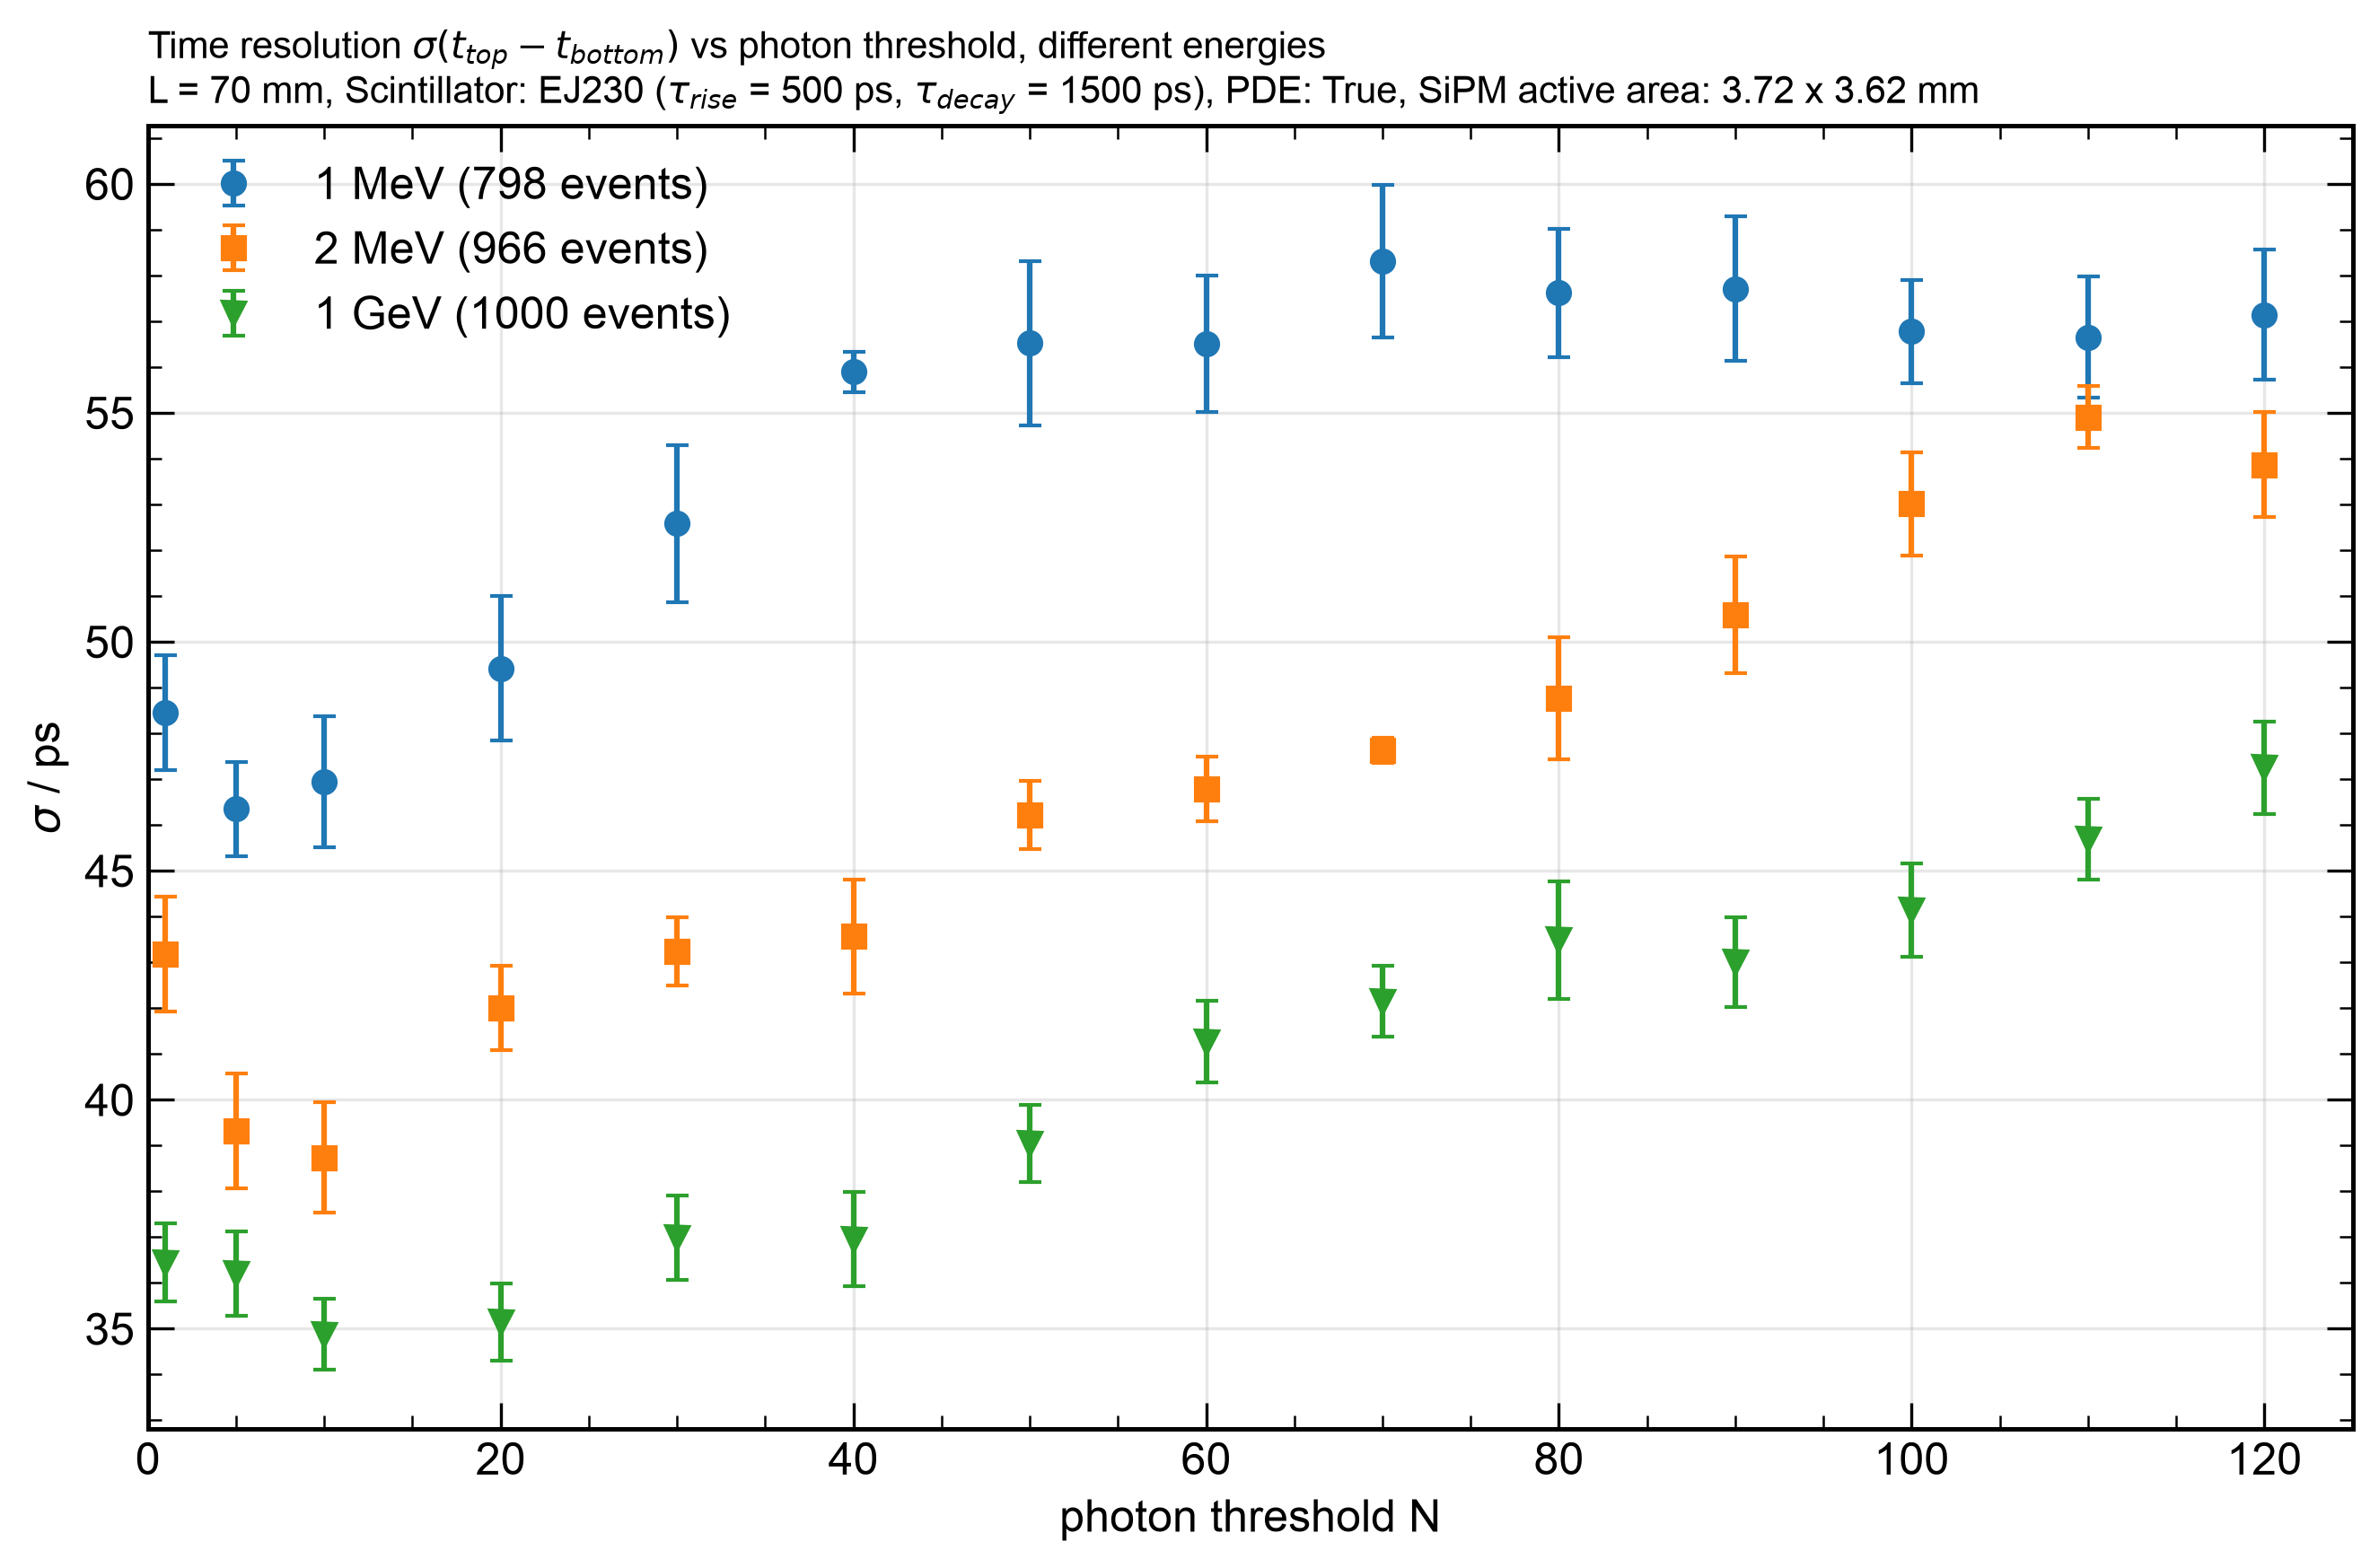 Time resolution σ(t_top − t_bottom) vs photon threshold, different energies
L = 70 mm, Scintillator: EJ230 (τ_rise = 500 ps, τ_decay = 1500 ps), PDE: True, SiPM active area: 3.72 x 3.62 mm
1 MeV (798 events)
2 MeV (966 events)
1 GeV (1000 events)
60
55
50
45
40
35
σ / ps
0 20 40 60 80 100 120
photon threshold N